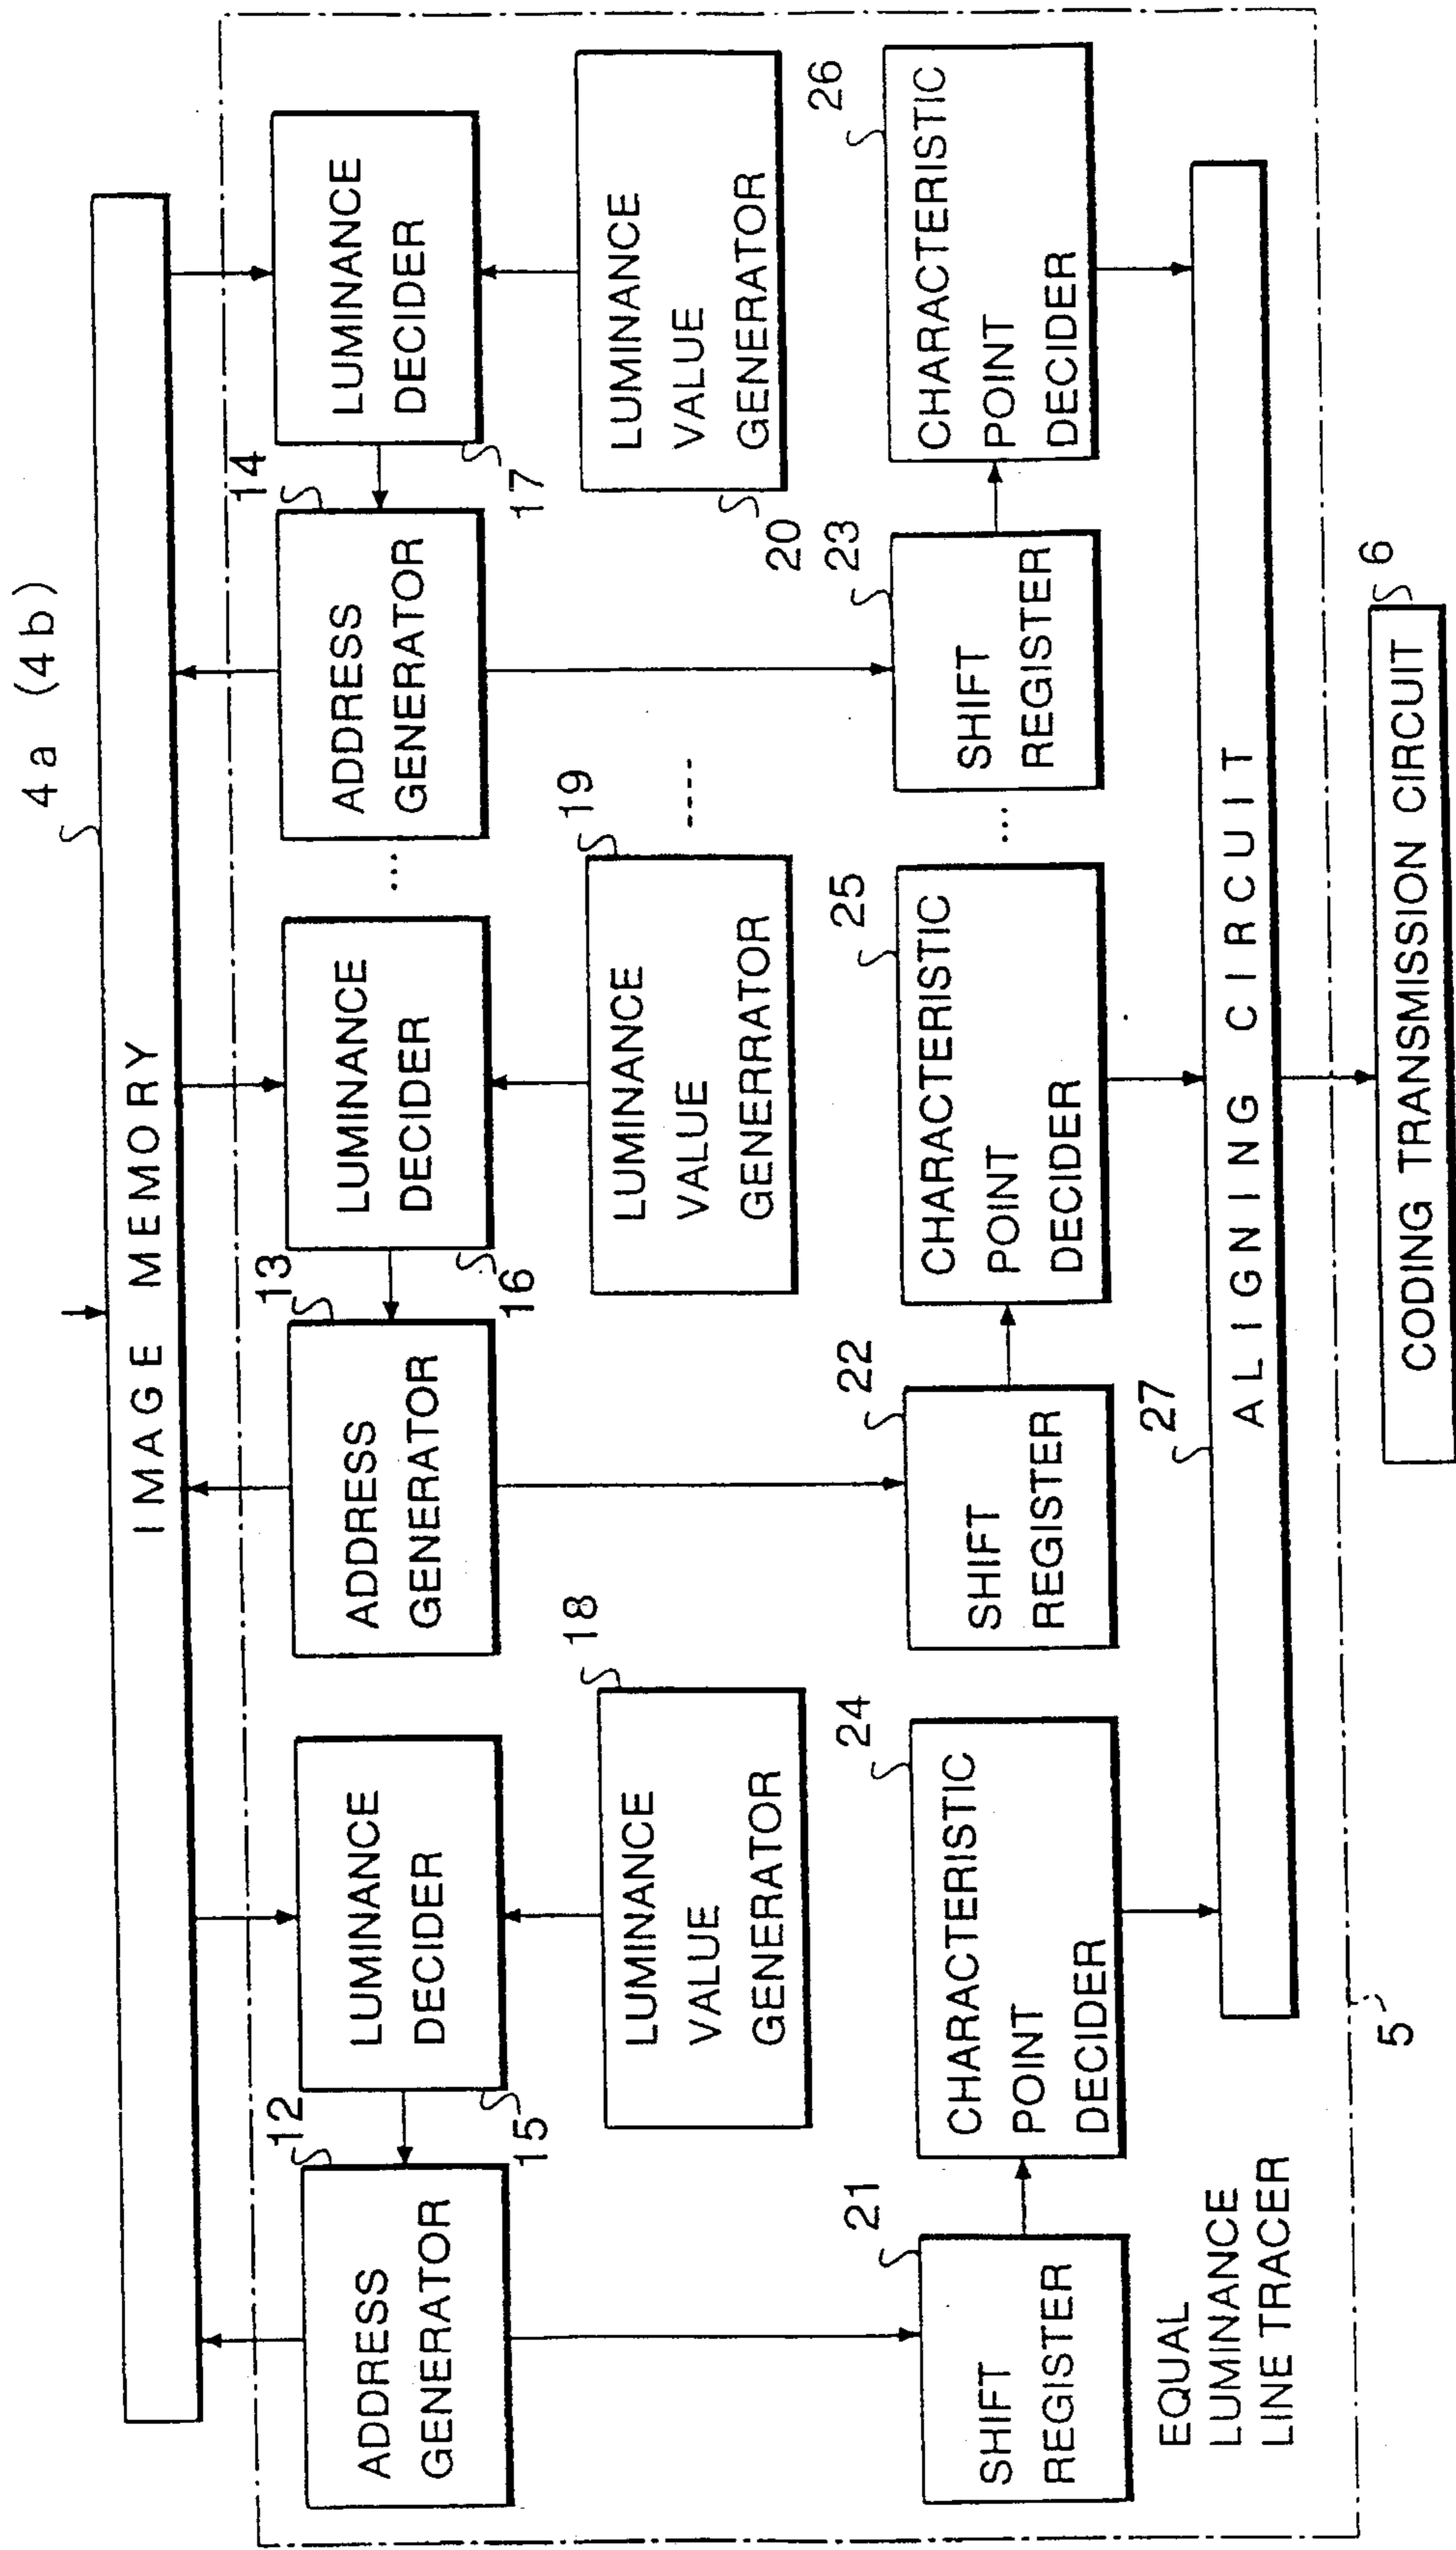 4a (4b)
IMAGE MEMORY
12
13
14
ADDRESS
GENERATOR
LUMINANCE
DECIDER
ADDRESS
GENERATOR
LUMINANCE
DECIDER
...
ADDRESS
GENERATOR
LUMINANCE
DECIDER
15
16
17
18
19
20
LUMINANCE
VALUE
GENERATOR
LUMINANCE
VALUE
GENERRATOR
----
LUMINANCE
VALUE
GENERATOR
21
24
22
25
23
26
SHIFT
REGISTER
CHARACTERISTIC
POINT
DECIDER
SHIFT
REGISTER
CHARACTERISTIC
POINT
DECIDER
...
SHIFT
REGISTER
CHARACTERISTIC
POINT
DECIDER
27
ALIGNING CIRCUIT
EQUAL
LUMINANCE
LINE TRACER
5
6
CODING TRANSMISSION CIRCUIT